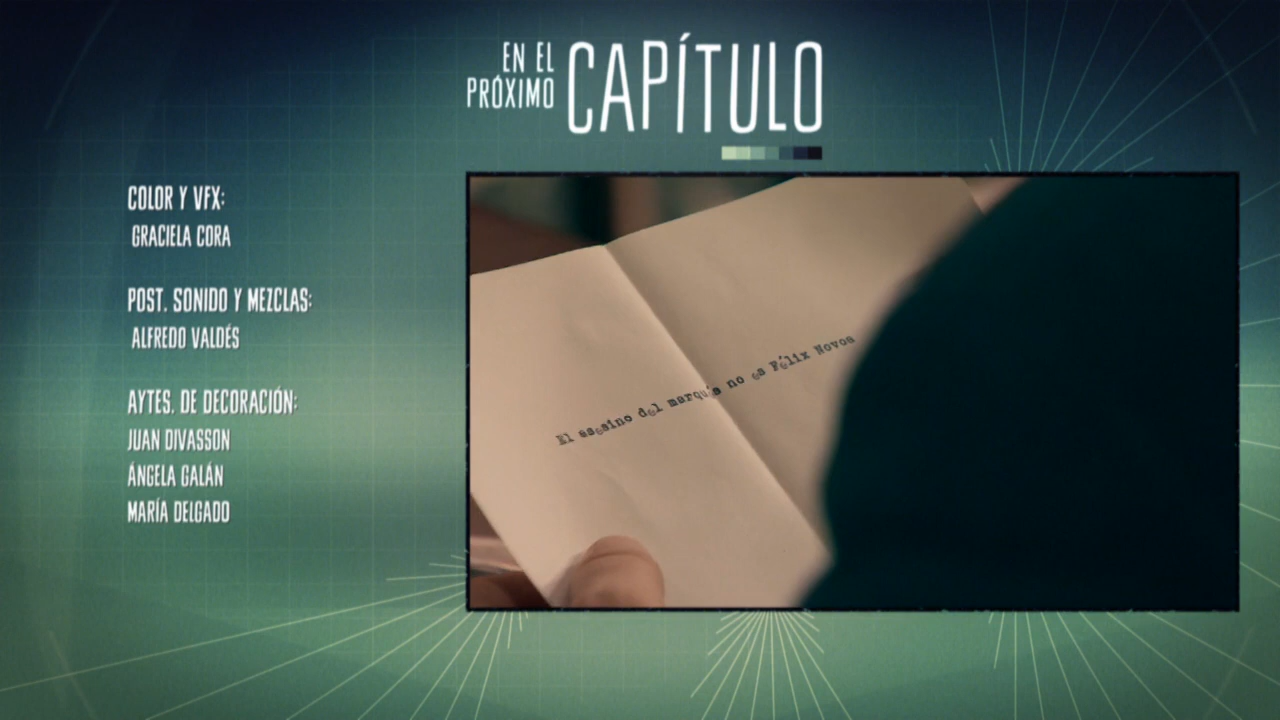 EN EL
PRÓXIMO
CAPÍTULO
COLOR Y VFX:
GRACIELA CORA
POST. SONIDO Y MEZCLAS:
ALFREDO VALDÉS
AYTES. DE DECORACIÓN:
JUAN DIVASSON
ÁNGELA GALÁN
MARÍA DELGADO
El asesino del marqués no es Félix Novoa